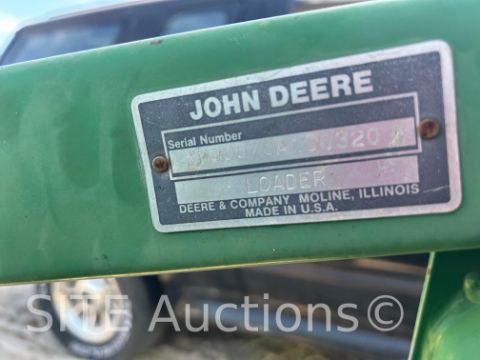 JOHN DEERE
Serial Number
LOADER
DEERE & COMPANY MOLINE, ILLINOIS
MADE IN U.S.A.
Site Auctions©